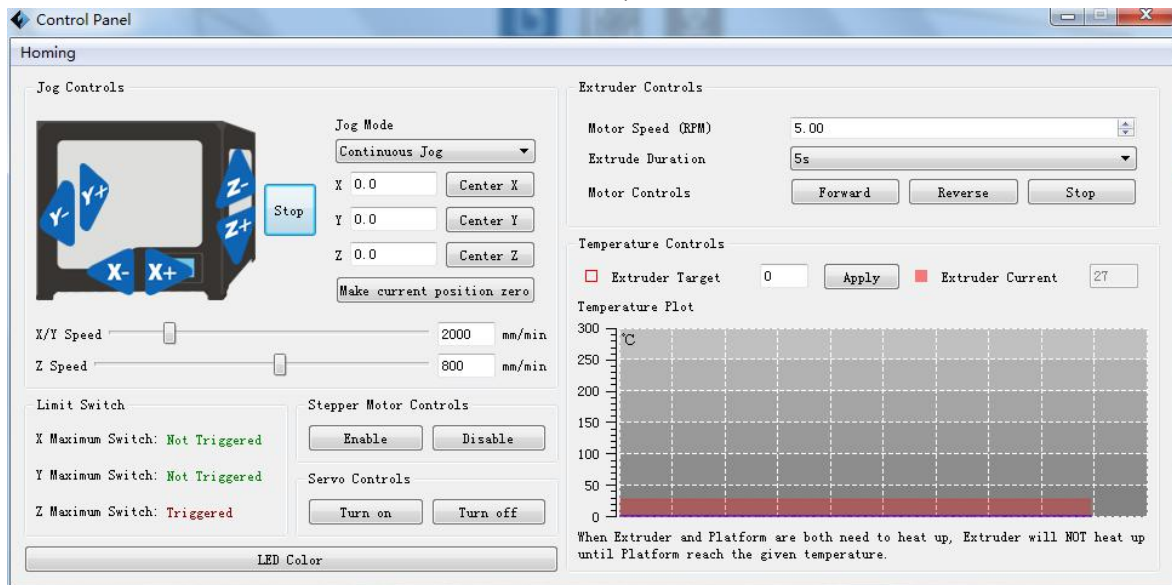 Control Panel
Homing
Jog Controls
Y-
Y+
Z-
Z+
X-
X+
Stop
Jog Mode
Continuous Jog
X 0.0 Center X
Y 0.0 Center Y
Z 0.0 Center Z
Make current position zero
X/Y Speed 2000 mm/min
Z Speed 800 mm/min
Limit Switch
X Maximum Switch: Not Triggered
Y Maximum Switch: Not Triggered
Z Maximum Switch: Triggered
Stepper Motor Controls
Enable Disable
Servo Controls
Turn on Turn off
LED Color
Extruder Controls
Motor Speed (RPM) 5.00
Extrude Duration 5s
Motor Controls Forward Reverse Stop
Temperature Controls
Extruder Target 0 Apply Extruder Current 27
Temperature Plot
300
°C
250
200
150
100
50
0
When Extruder and Platform are both need to heat up, Extruder will NOT heat up
until Platform reach the given temperature.